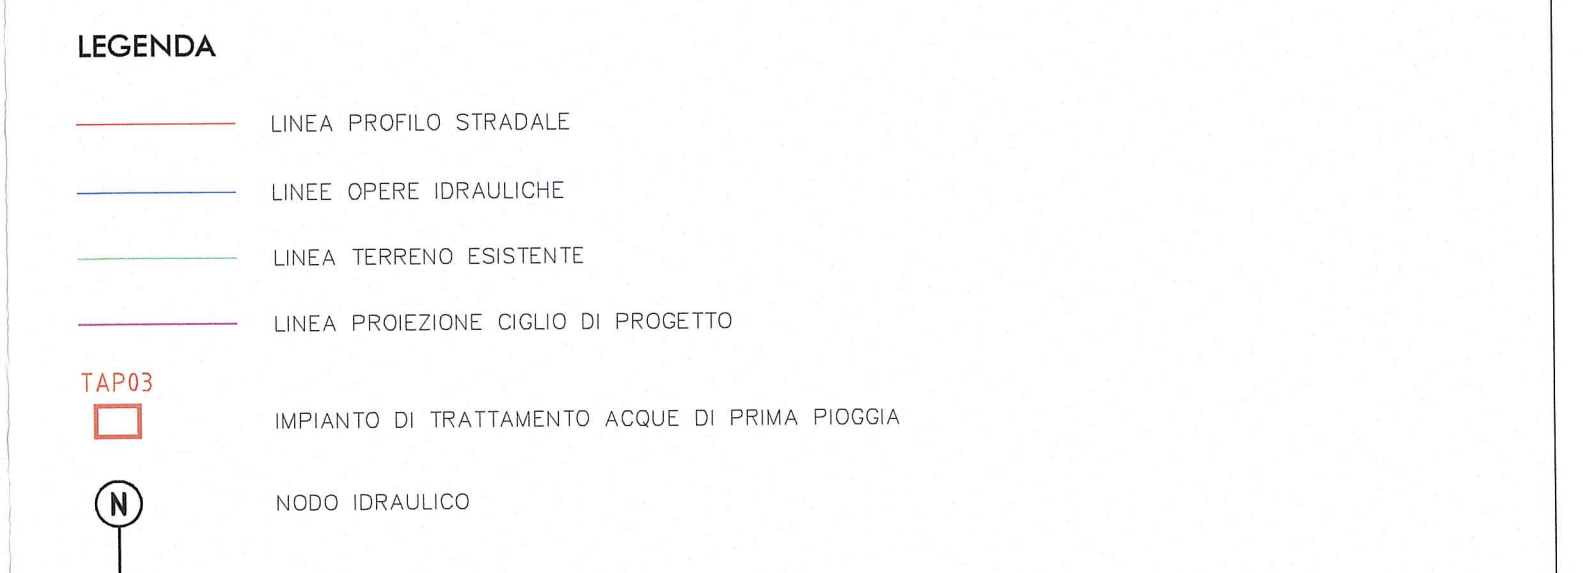 LEGENDA
LINEA PROFILO STRADALE
LINEE OPERE IDRAULICHE
LINEA TERRENO ESISTENTE
LINEA PROIEZIONE CIGLIO DI PROGETTO
TAP03
IMPIANTO DI TRATTAMENTO ACQUE DI PRIMA PIOGGIA
N NODO IDRAULICO